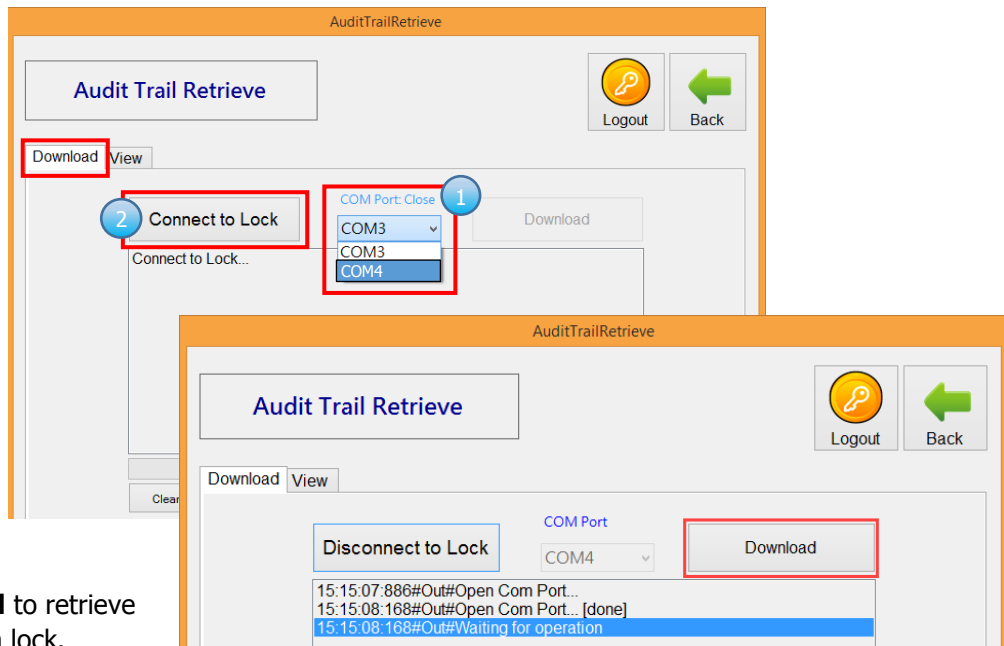 AuditTrailRetrieve
Audit Trail Retrieve
Logout
Back
Download
View
2
Connect to Lock
COM Port: Close
1
COM3
COM3
COM4
Download
Connect to Lock...
Clear
AuditTrailRetrieve
Audit Trail Retrieve
Logout
Back
Download
View
Disconnect to Lock
COM Port
COM4
Download
15:15:07:886#Out#Open Com Port...
15:15:08:168#Out#Open Com Port... [done]
15:15:08:168#Out#Waiting for operation
to retrieve
lock.